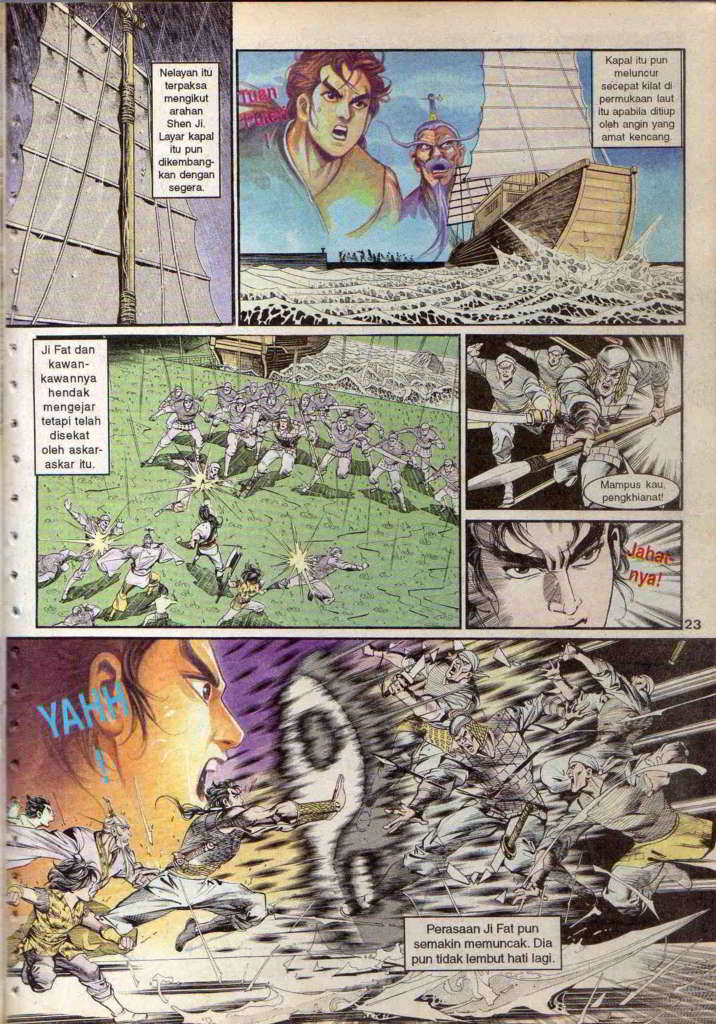 Nelayan itu
terpaksa
mengikut
arahan
Shen Ji.
Layar kapal
itu pun
dikembang-
kan dengan
segera.
Tuan
Kapal itu pun
meluncur
secepat kilat di
permukaan laut
itu apabila ditiup
oleh angin yang
amat kencang.
Ji Fat dan
kawan-
kawannya
hendak
mengejar
tetapi telah
disekat
oleh askar-
askar itu.
Mampus kau,
pengkhianat!
Jaha-
nya!
23
YAHH
!
Perasaan Ji Fat pun
semakin memuncak. Dia
pun tidak lembut hati lagi.